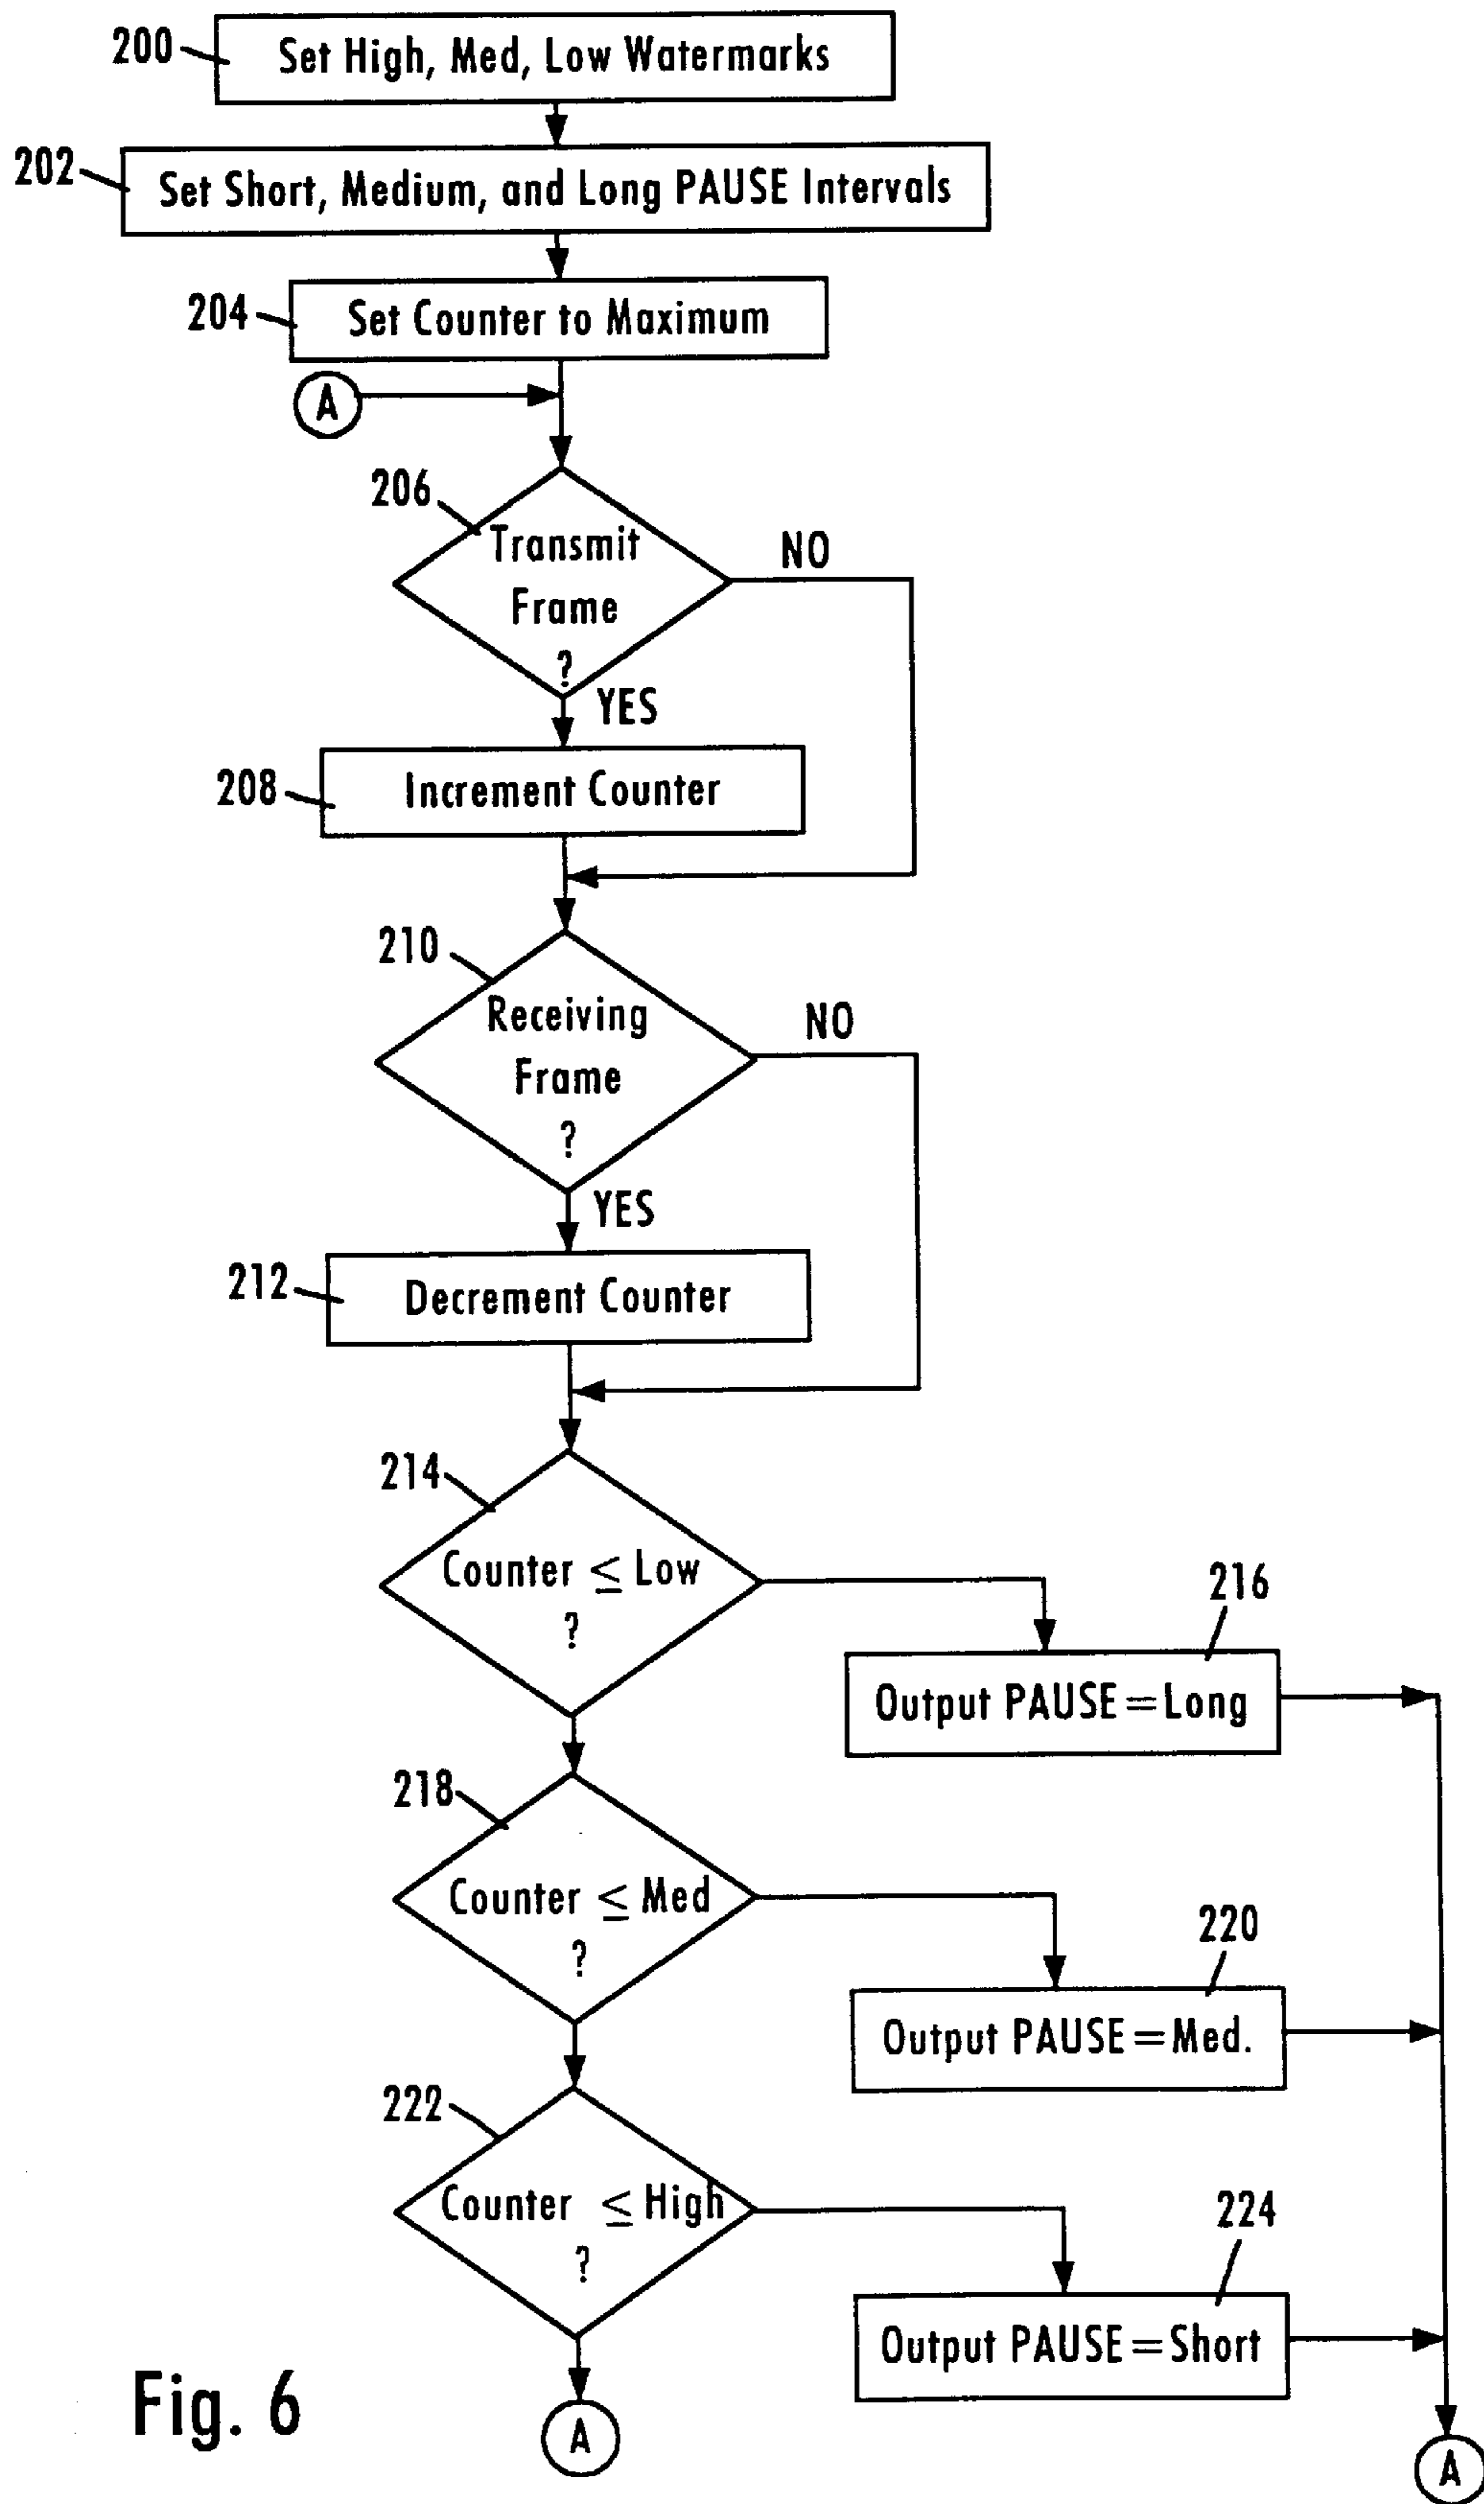 200
Set High, Med, Low Watermarks
202
Set Short, Medium, and Long PAUSE Intervals
204
Set Counter to Maximum
A
206
Transmit
Frame
?
NO
YES
208
Increment Counter
210
Receiving
Frame
?
NO
YES
212
Decrement Counter
214
Counter ≤ Low
?
216
Output PAUSE = Long
218
Counter ≤ Med
?
220
Output PAUSE = Med.
222
Counter ≤ High
?
224
Output PAUSE = Short
Fig. 6
A
A